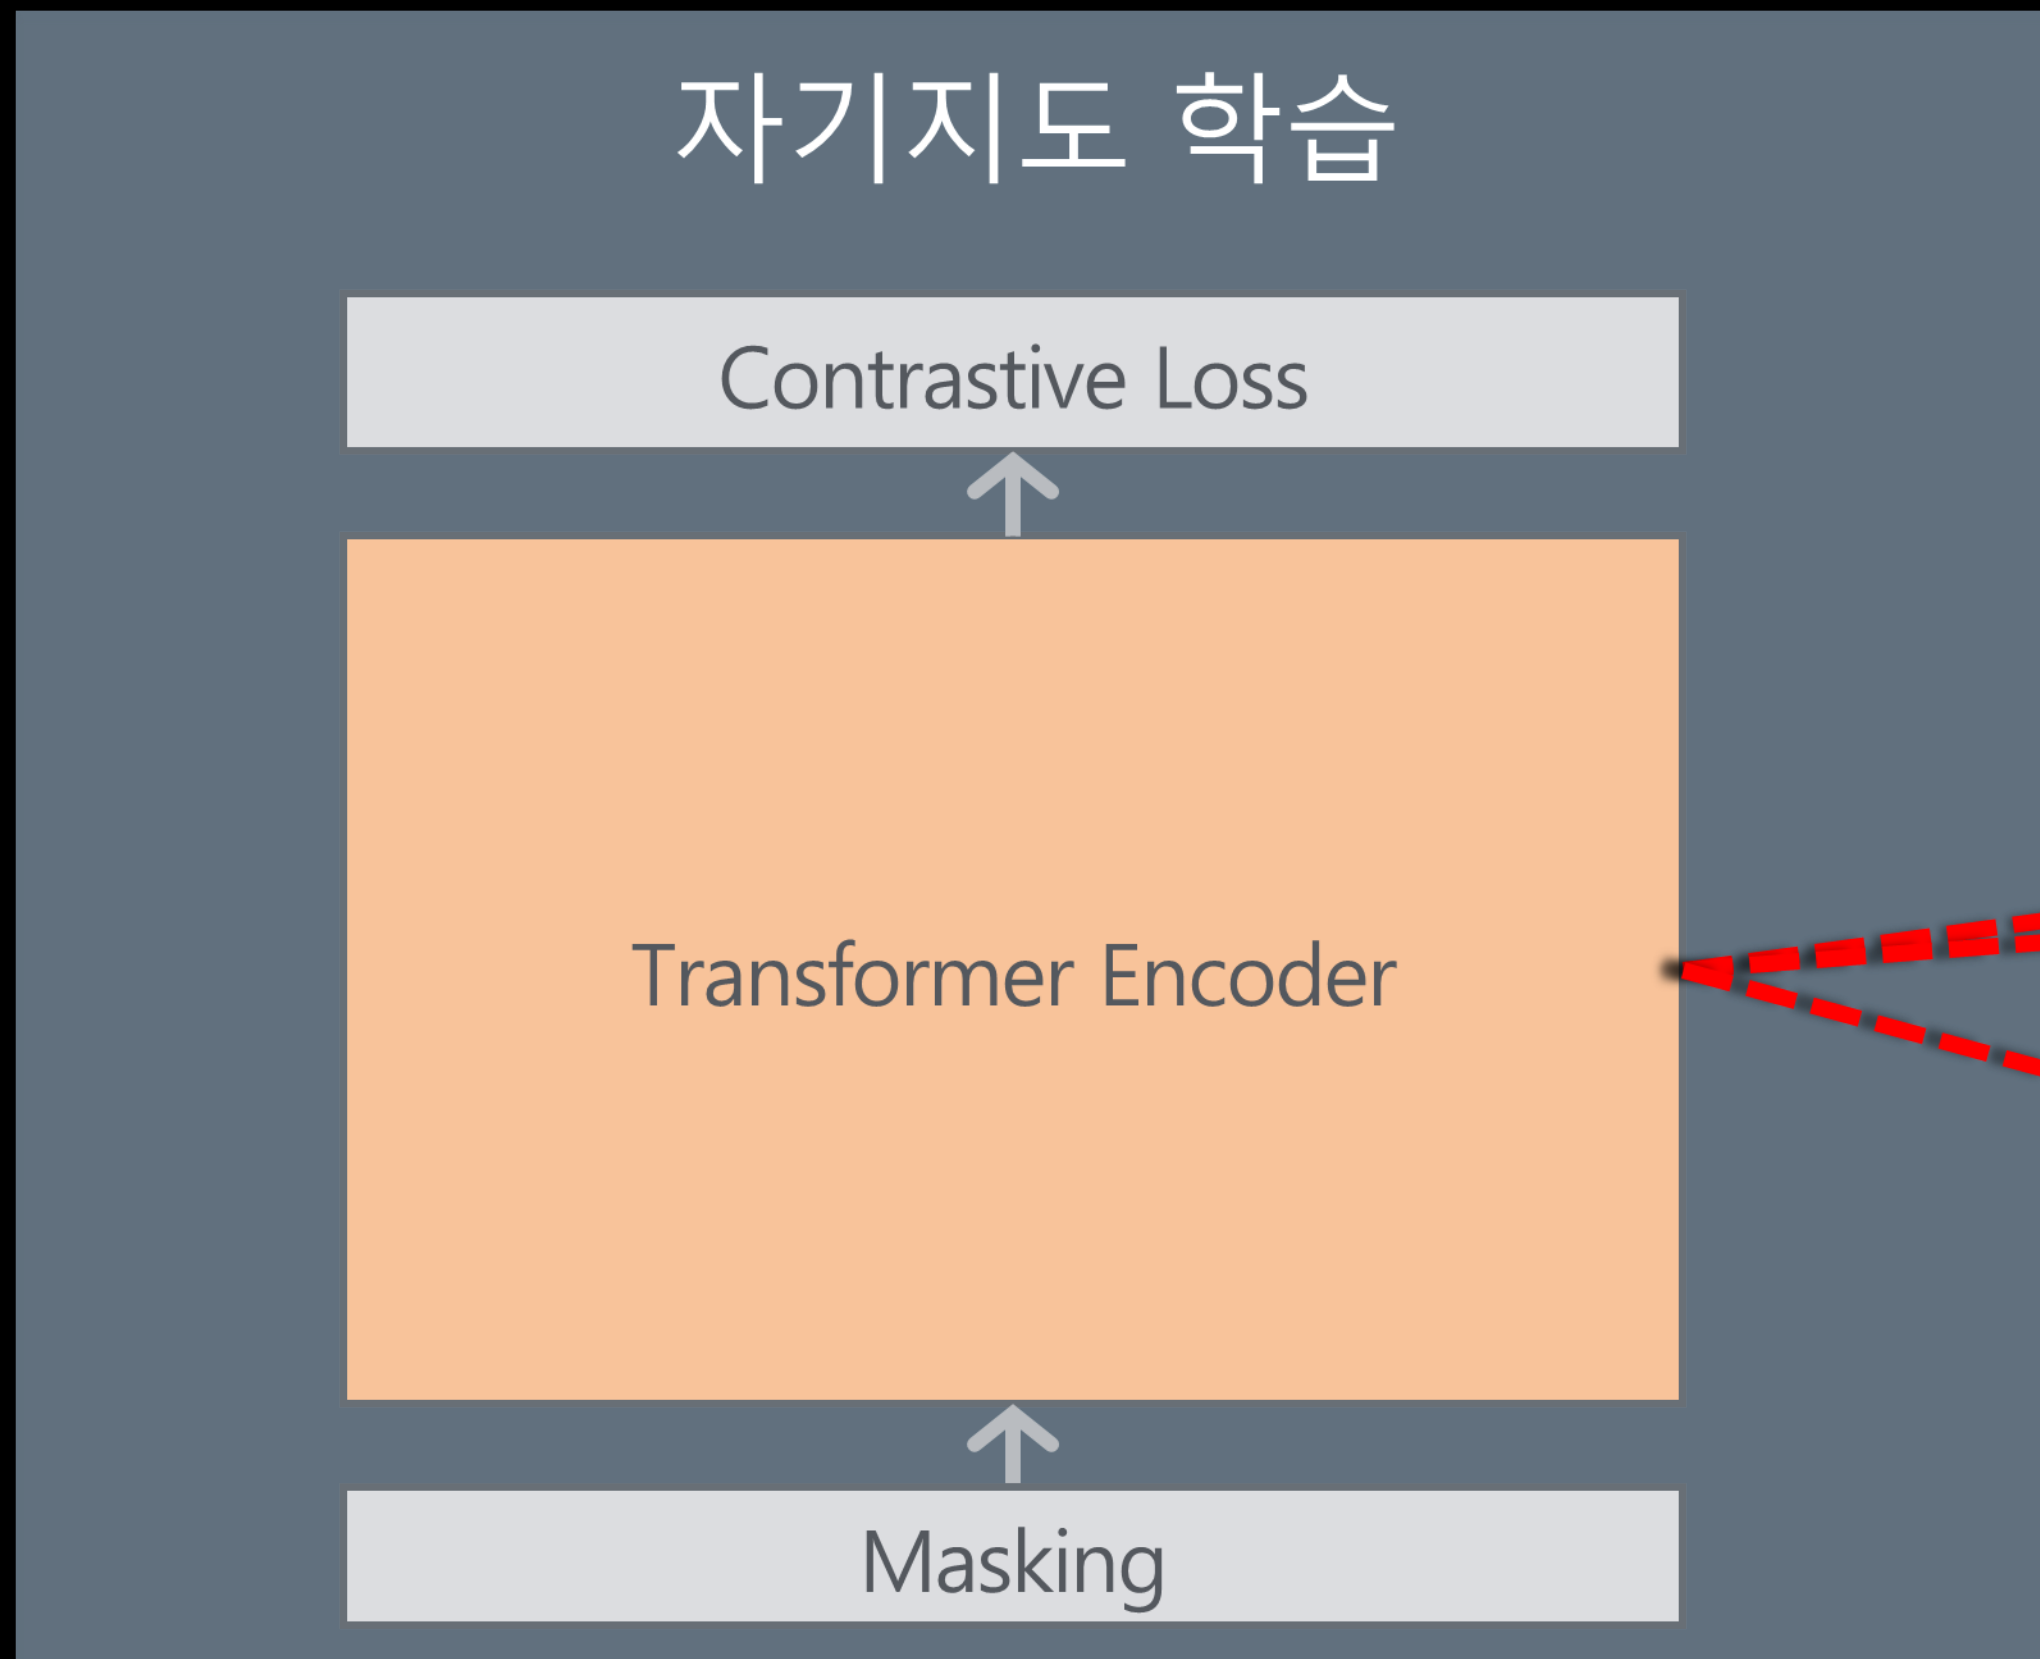 자기지도 학습
Contrastive Loss
Transformer Encoder
Masking